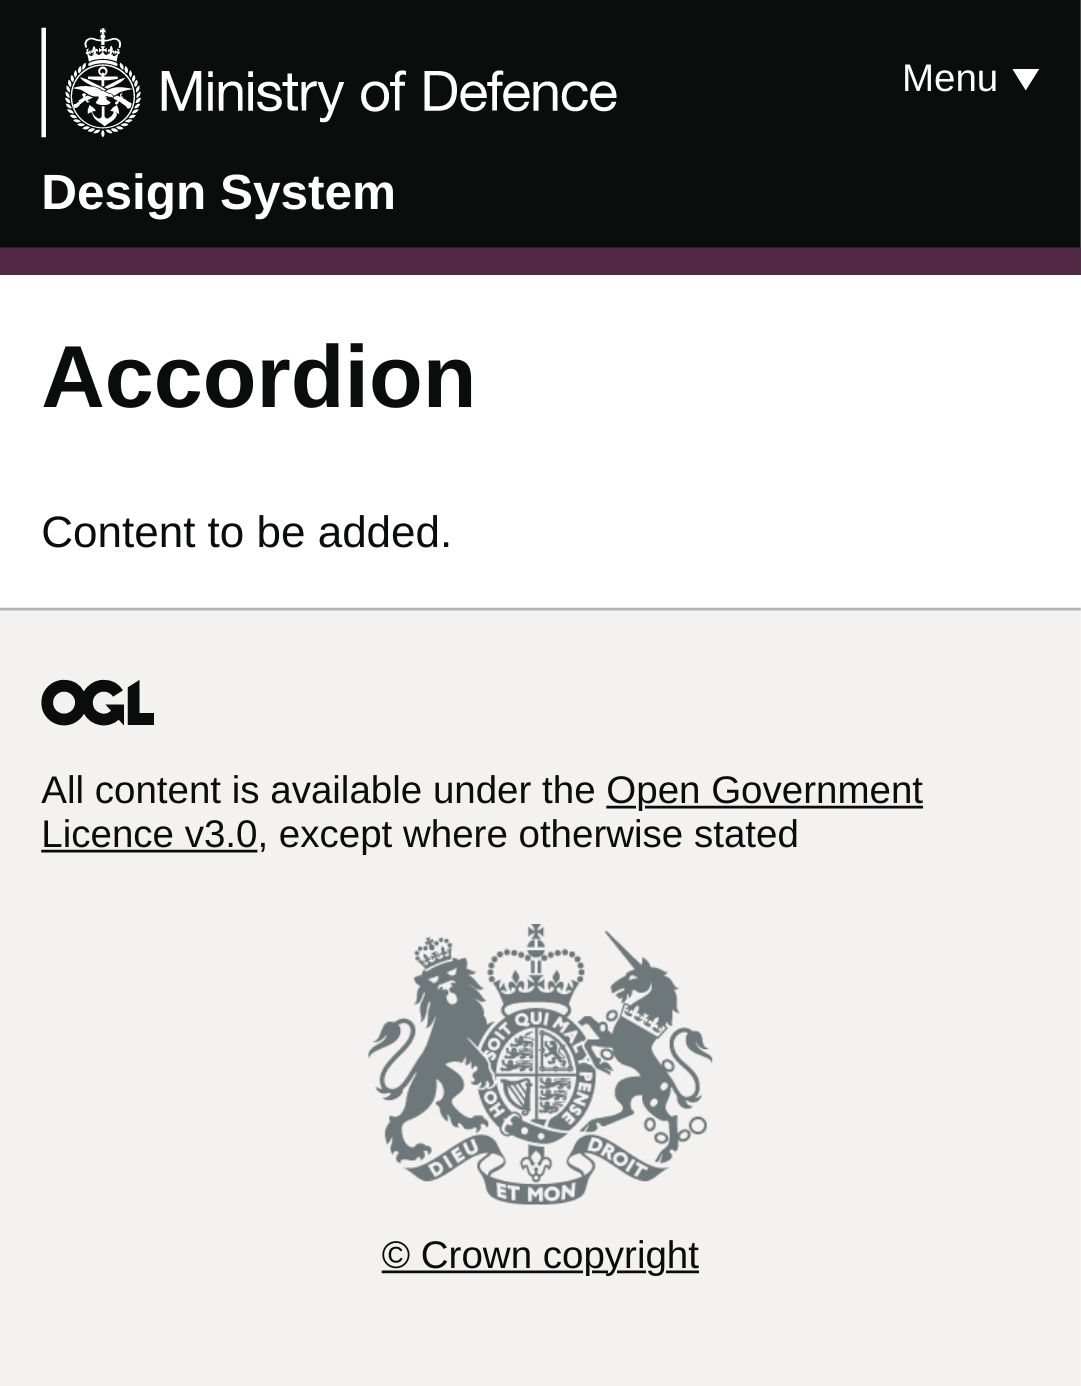 Ministry of Defence
Menu
Design System
Accordion
Content to be added.
OGL
All content is available under the Open Government
Licence v3.0, except where otherwise stated
SOIT QUI MAL Y PENSE
HO
DIEU
ET MON
DROIT
© Crown copyright